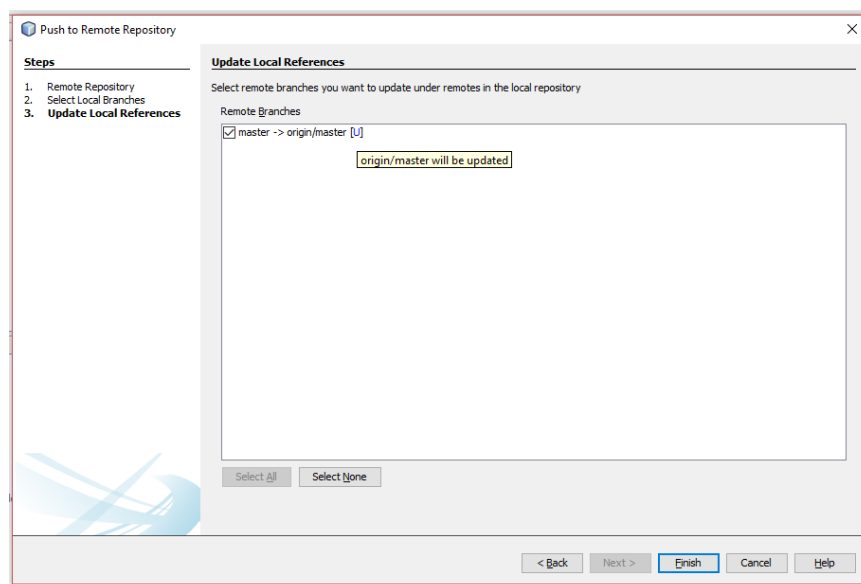 Push to Remote Repository
Steps
1. Remote Repository
2. Select Local Branches
3. Update Local References
Update Local References
Select remote branches you want to update under remotes in the local repository
Remote Branches
master -> origin/master [U]
origin/master will be updated
Select All
Select None
< Back
Next >
Finish
Cancel
Help